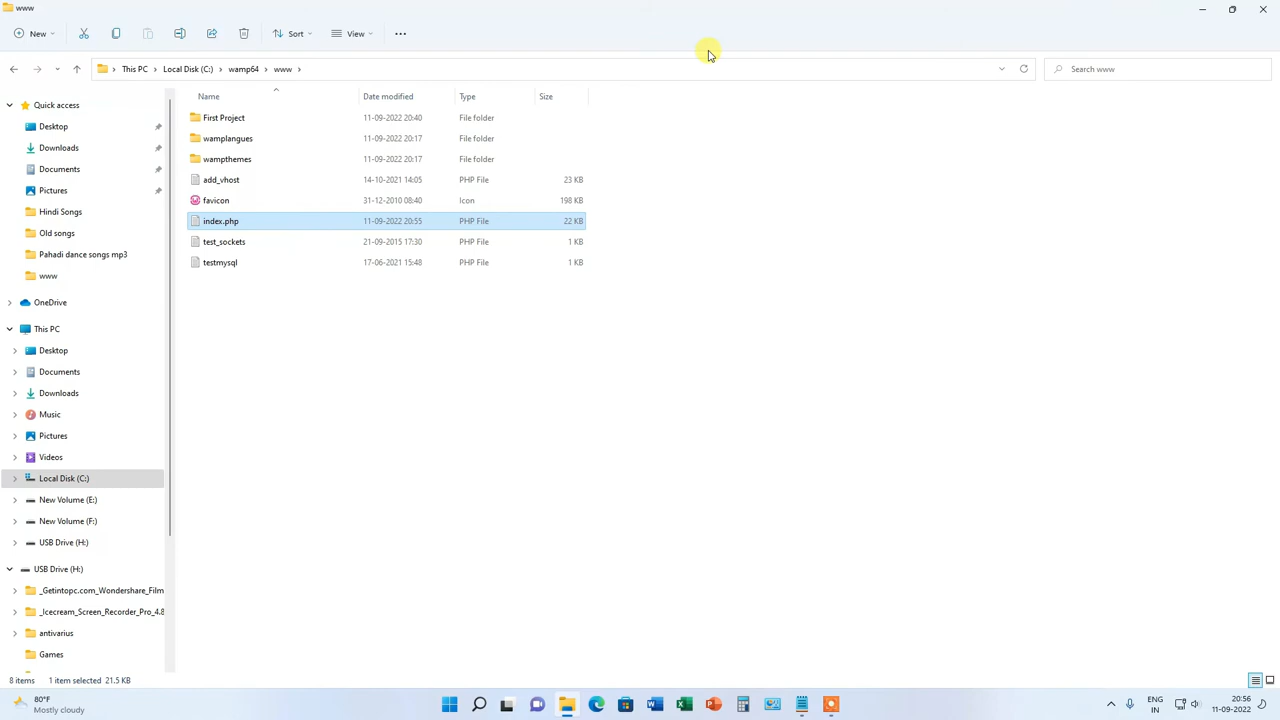 www
New
Sort
View
This PC
Local Disk (C:)
wamp64
www
Search www
Name
Date modified
Type
Size
Quick access
Desktop
Downloads
Documents
Pictures
Hindi Songs
Old songs
Pahadi dance songs mp3
www
OneDrive
This PC
Desktop
Documents
Downloads
Music
Pictures
Videos
Local Disk (C:)
New Volume (E:)
New Volume (F:)
USB Drive (H:)
USB Drive (H:)
_Getintopc.com_Wondershare_Film
_Icecream_Screen_Recorder_Pro_4.8
antivarius
Games
First Project 11-09-2022 20:40 File folder
wamplangues 11-09-2022 20:17 File folder
wampthemes 11-09-2022 20:17 File folder
add_vhost 14-10-2021 14:05 PHP File 23 KB
favicon 31-12-2010 08:40 Icon 198 KB
index.php 11-09-2022 20:55 PHP File 22 KB
test_sockets 21-09-2015 17:30 PHP File 1 KB
testmysql 17-06-2021 15:48 PHP File 1 KB
8 items 1 item selected 21.5 KB
80°F
Mostly cloudy
ENG
IN
20:56
11-09-2022